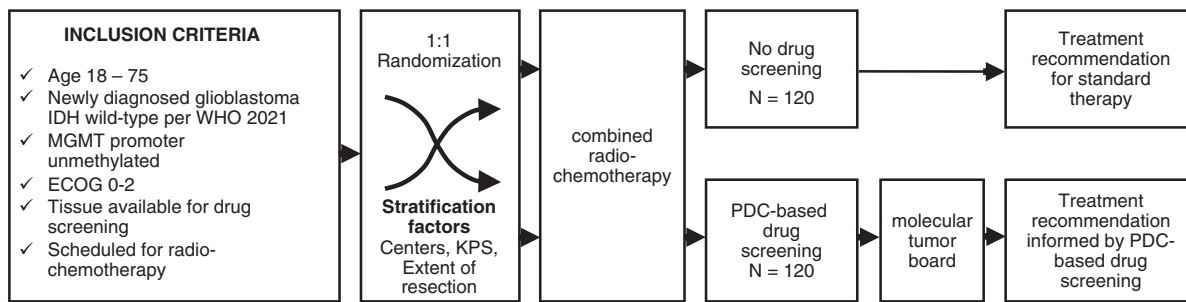 INCLUSION CRITERIA
✓ Age 18 – 75
✓ Newly diagnosed glioblastoma
IDH wild-type per WHO 2021
✓ MGMT promoter
unmethylated
✓ ECOG 0-2
✓ Tissue available for drug
screening
✓ Scheduled for radio-
chemotherapy
1:1
Randomization
Stratification
factors
Centers, KPS,
Extent of
resection
combined
radio-
chemotherapy
No drug
screening
N = 120
Treatment
recommendation
for standard
therapy
PDC-based
drug
screening
N = 120
molecular
tumor
board
Treatment
recommendation
informed by PDC-
based drug
screening